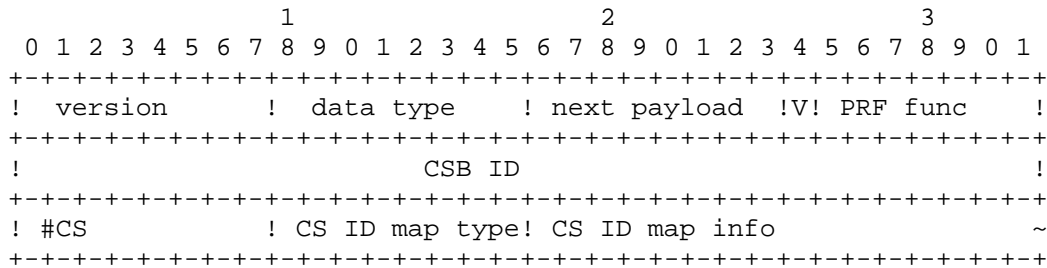 1                   2                   3
 0 1 2 3 4 5 6 7 8 9 0 1 2 3 4 5 6 7 8 9 0 1 2 3 4 5 6 7 8 9 0 1
+-+-+-+-+-+-+-+-+-+-+-+-+-+-+-+-+-+-+-+-+-+-+-+-+-+-+-+-+-+-+-+-+
!  version      !  data type    ! next payload  !V! PRF func    !
+-+-+-+-+-+-+-+-+-+-+-+-+-+-+-+-+-+-+-+-+-+-+-+-+-+-+-+-+-+-+-+-+
!                         CSB ID                                !
+-+-+-+-+-+-+-+-+-+-+-+-+-+-+-+-+-+-+-+-+-+-+-+-+-+-+-+-+-+-+-+-+
! #CS           ! CS ID map type! CS ID map info                ~
+-+-+-+-+-+-+-+-+-+-+-+-+-+-+-+-+-+-+-+-+-+-+-+-+-+-+-+-+-+-+-+-+